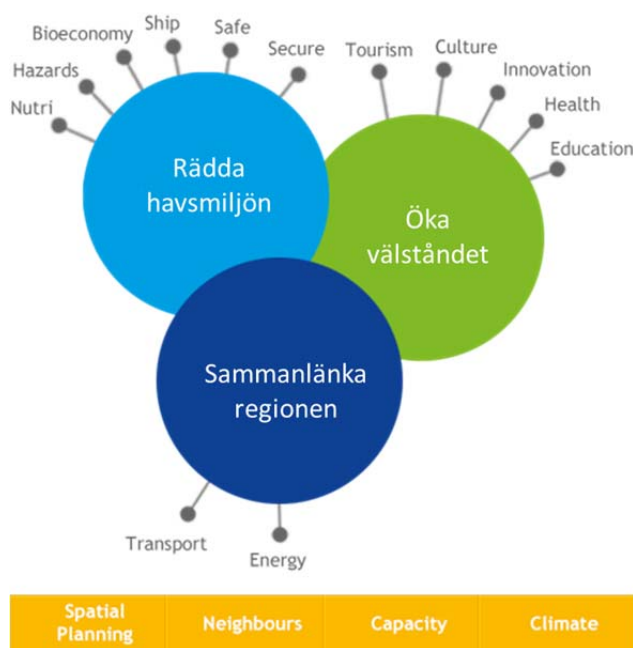 Bioeconomy
Ship
Safe
Secure
Hazards
Nutri
Tourism
Culture
Innovation
Health
Education
Rädda
havsmiljön
Öka
välståndet
Sammanlänka
regionen
Transport
Energy
Spatial
Planning
Neighbours
Capacity
Climate